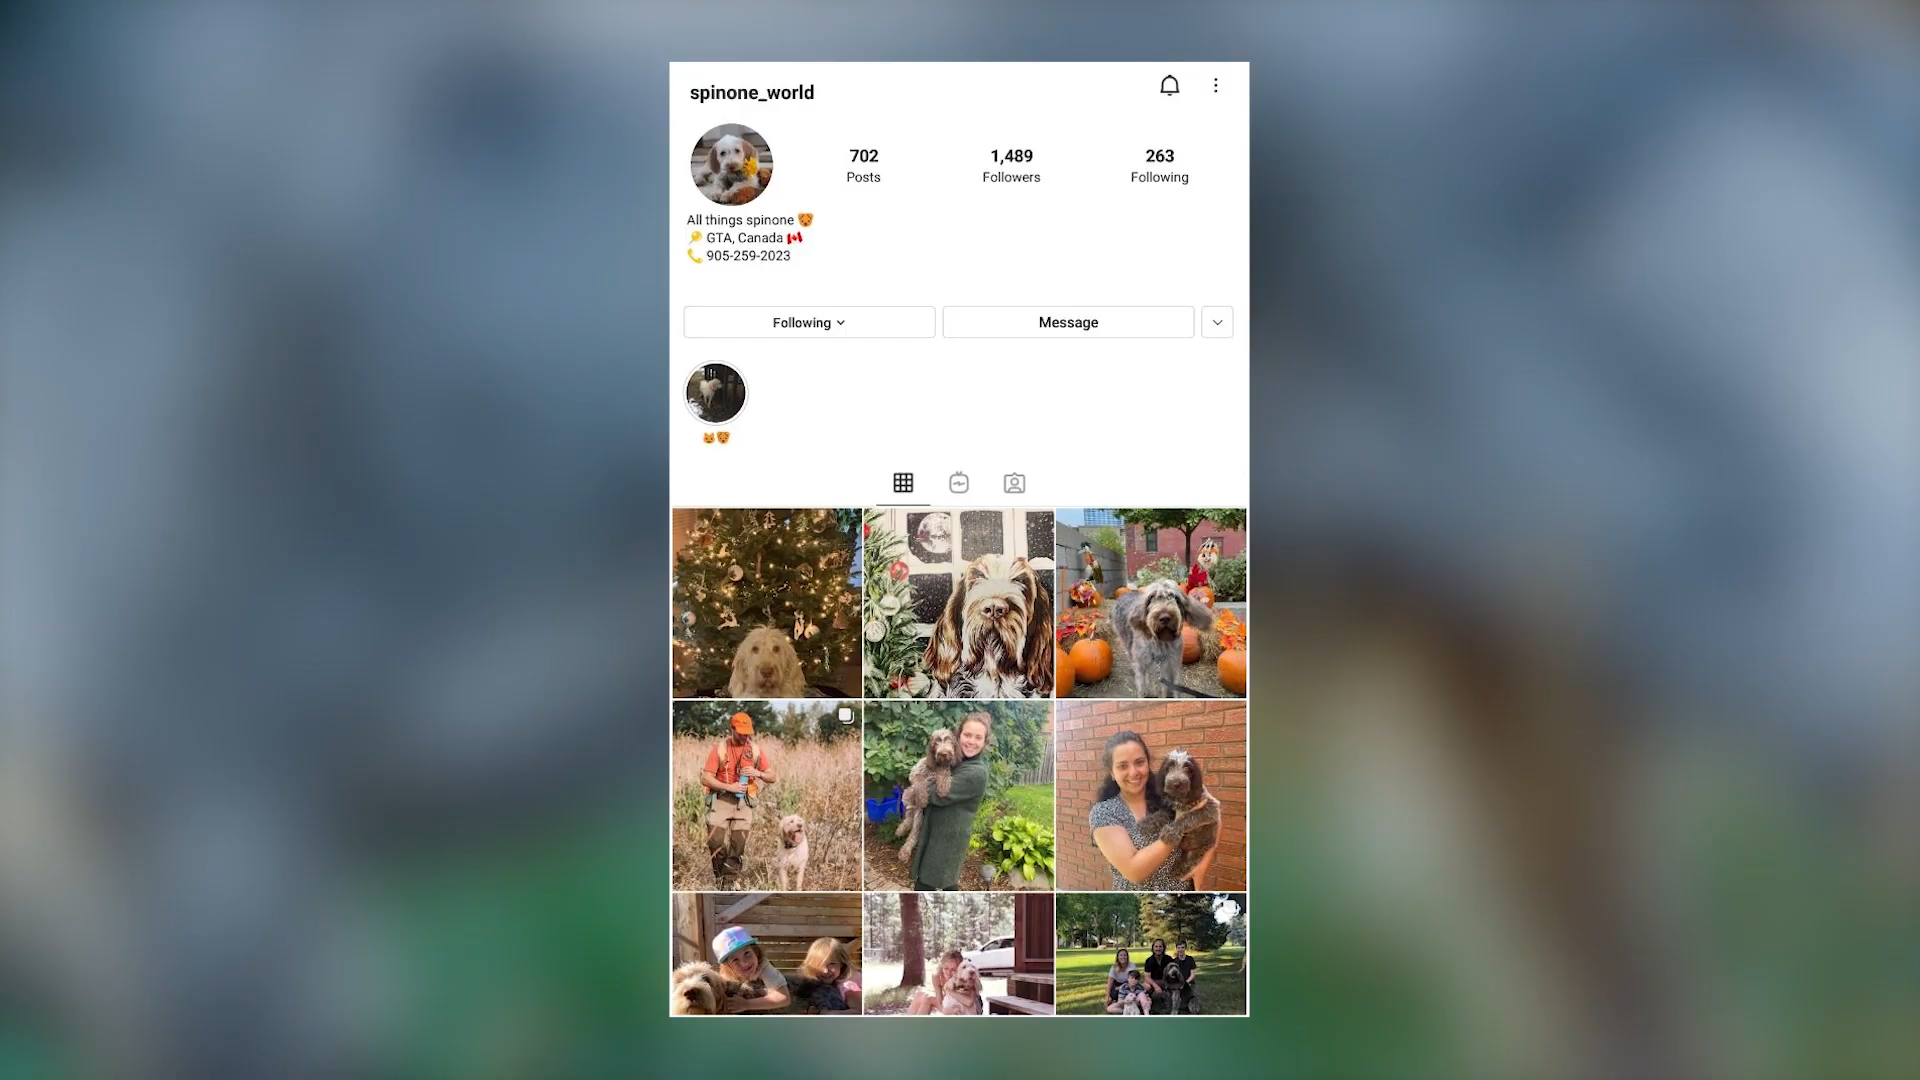 spinone_world
702
Posts
1,489
Followers
263
Following
All things spinone 🐶
🔑 GTA, Canada 🇨🇦
📞 905-259-2023
Following
Message
🐱🐶